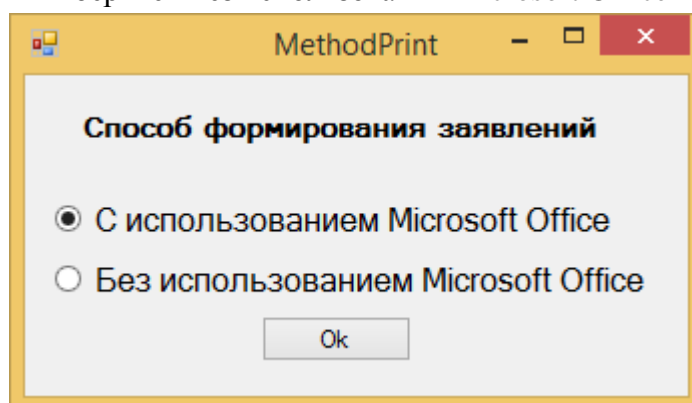 MethodPrint
Способ формирования заявлений
С использованием Microsoft Office
Без использованием Microsoft Office
Ok